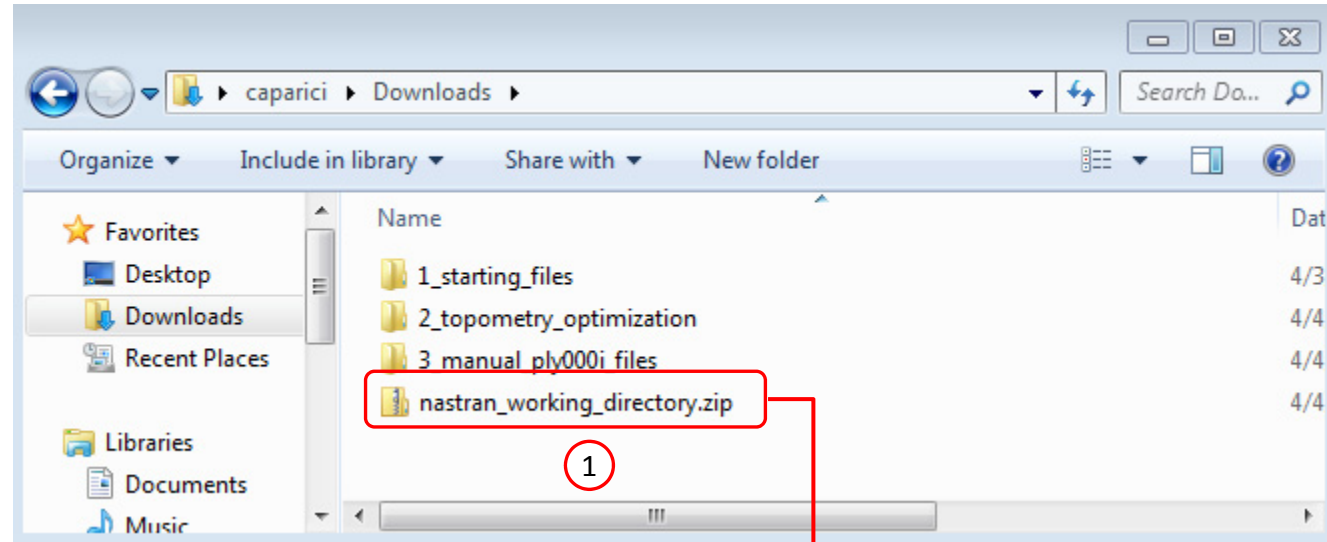 caparici Downloads Search Do...
Organize Include in library Share with New folder
Name Dat
Favorites
Desktop
Downloads
Recent Places
Libraries
Documents
Music
1_starting_files 4/3
2_topometry_optimization 4/4
3_manual_ply000i_files 4/4
nastran_working_directory.zip 4/4
1